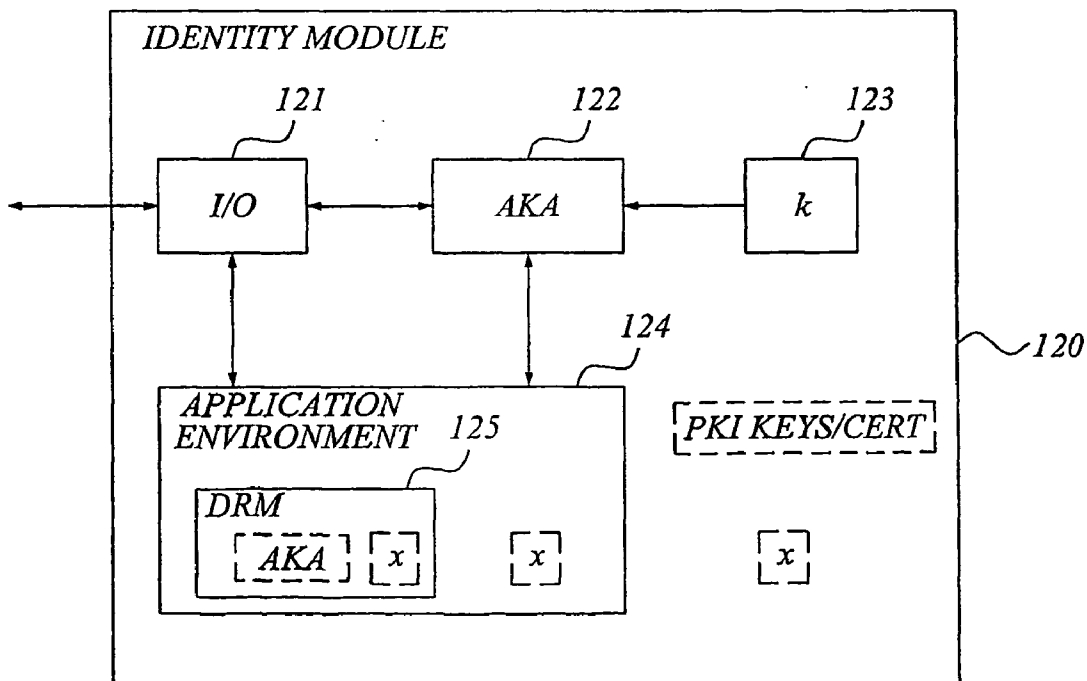 IDENTITY MODULE
121
122
123
I/O
AKA
k
124
120
APPLICATION
ENVIRONMENT
125
PKI KEYS/CERT
DRM
AKA
x
x
x